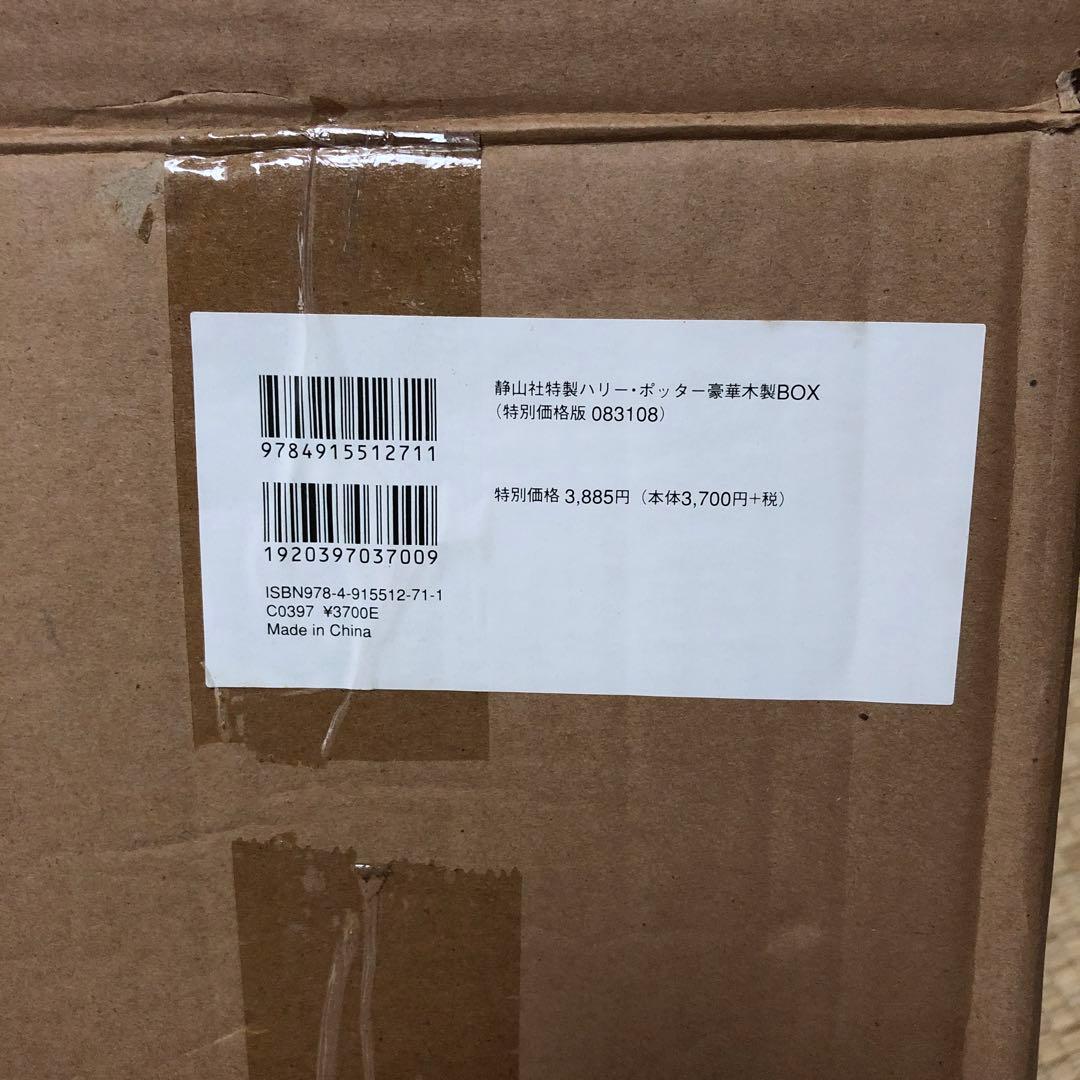 9784915512711
1920397037009
ISBN978-4-915512-71-1
C0397 ¥3700E
Made in China
静山社特製ハリー・ポッター豪華木製BOX
（特別価格版 083108）
特別価格 3,885円（本体3,700円+税）